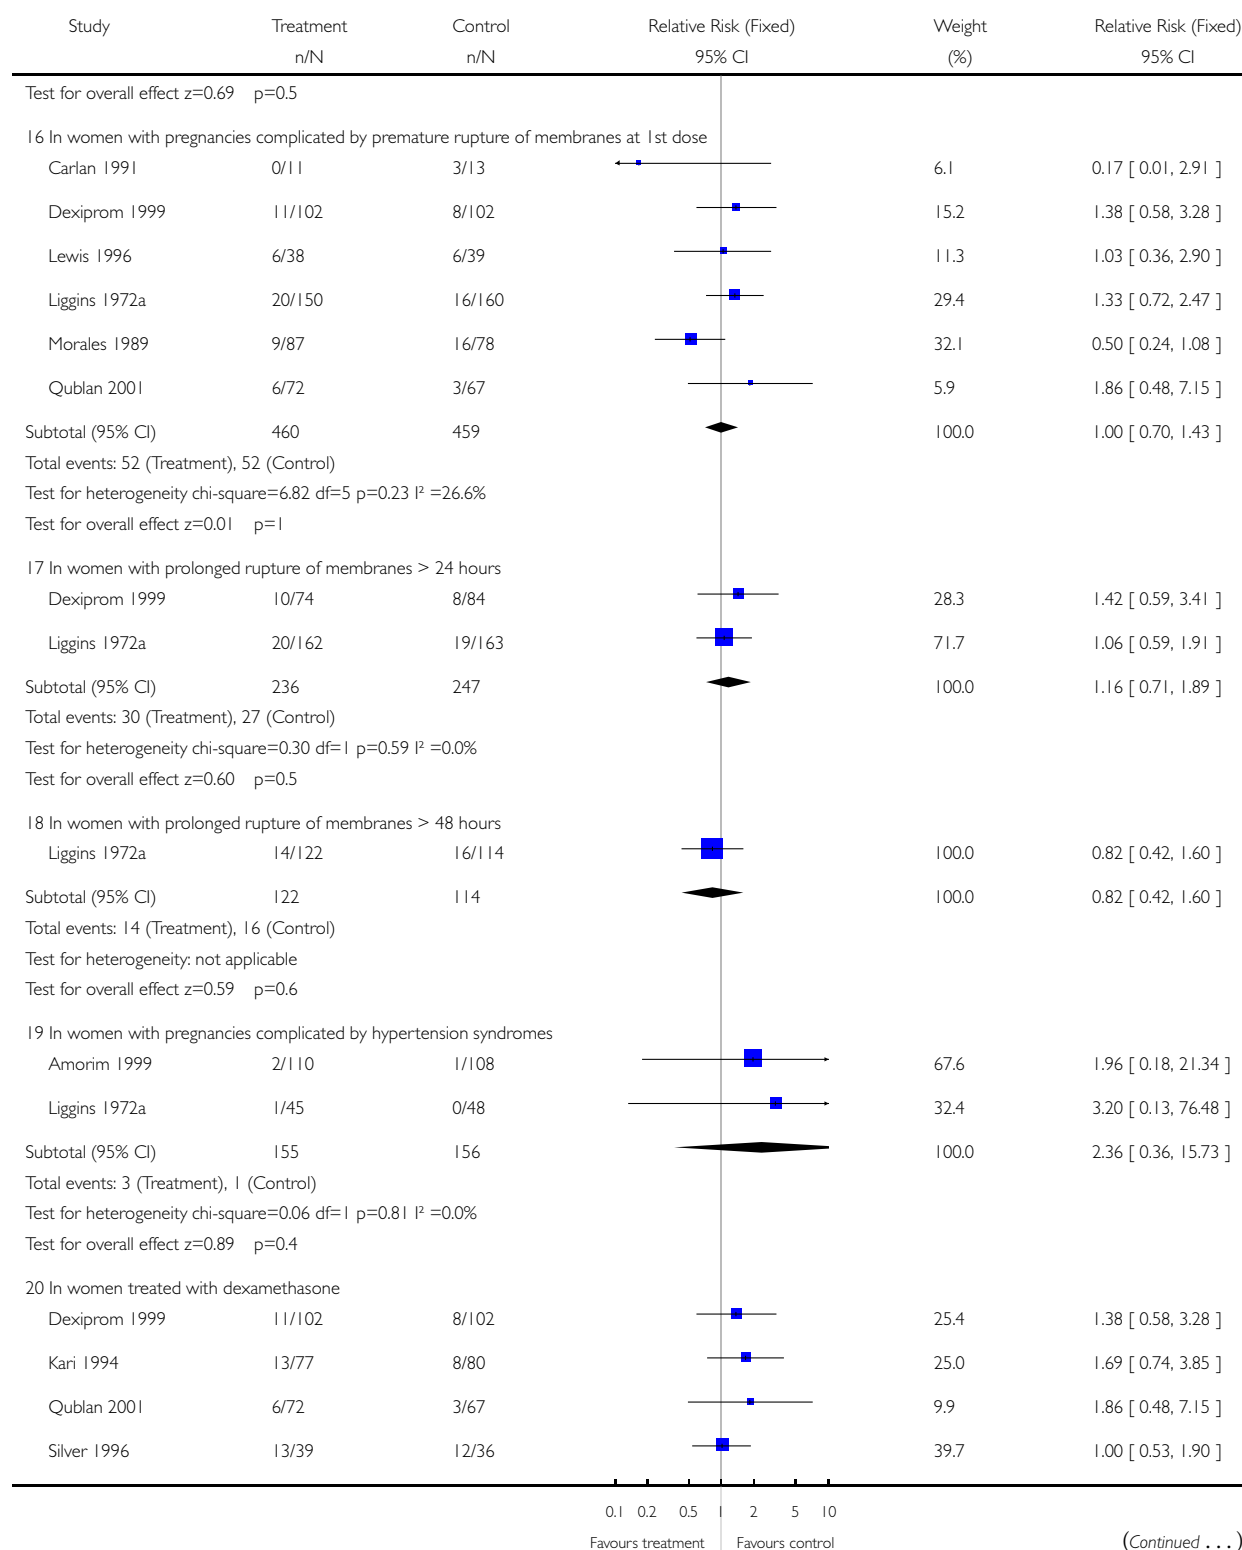 Study Treatment Control Relative Risk (Fixed) Weight Relative Risk (Fixed)
n/N n/N 95% CI (%) 95% CI
Test for overall effect z=0.69 p=0.5
16 In women with pregnancies complicated by premature rupture of membranes at 1st dose
Carlan 1991 0/11 3/13 6.1 0.17 [ 0.01, 2.91 ]
Dexiprom 1999 11/102 8/102 15.2 1.38 [ 0.58, 3.28 ]
Lewis 1996 6/38 6/39 11.3 1.03 [ 0.36, 2.90 ]
Liggins 1972a 20/150 16/160 29.4 1.33 [ 0.72, 2.47 ]
Morales 1989 9/87 16/78 32.1 0.50 [ 0.24, 1.08 ]
Qublan 2001 6/72 3/67 5.9 1.86 [ 0.48, 7.15 ]
Subtotal (95% CI) 460 459 100.0 1.00 [ 0.70, 1.43 ]
Total events: 52 (Treatment), 52 (Control)
Test for heterogeneity chi-square=6.82 df=5 p=0.23 I² =26.6%
Test for overall effect z=0.01 p=1
17 In women with prolonged rupture of membranes > 24 hours
Dexiprom 1999 10/74 8/84 28.3 1.42 [ 0.59, 3.41 ]
Liggins 1972a 20/162 19/163 71.7 1.06 [ 0.59, 1.91 ]
Subtotal (95% CI) 236 247 100.0 1.16 [ 0.71, 1.89 ]
Total events: 30 (Treatment), 27 (Control)
Test for heterogeneity chi-square=0.30 df=1 p=0.59 I² =0.0%
Test for overall effect z=0.60 p=0.5
18 In women with prolonged rupture of membranes > 48 hours
Liggins 1972a 14/122 16/114 100.0 0.82 [ 0.42, 1.60 ]
Subtotal (95% CI) 122 114 100.0 0.82 [ 0.42, 1.60 ]
Total events: 14 (Treatment), 16 (Control)
Test for heterogeneity: not applicable
Test for overall effect z=0.59 p=0.6
19 In women with pregnancies complicated by hypertension syndromes
Amorim 1999 2/110 1/108 67.6 1.96 [ 0.18, 21.34 ]
Liggins 1972a 1/45 0/48 32.4 3.20 [ 0.13, 76.48 ]
Subtotal (95% CI) 155 156 100.0 2.36 [ 0.36, 15.73 ]
Total events: 3 (Treatment), 1 (Control)
Test for heterogeneity chi-square=0.06 df=1 p=0.81 I² =0.0%
Test for overall effect z=0.89 p=0.4
20 In women treated with dexamethasone
Dexiprom 1999 11/102 8/102 25.4 1.38 [ 0.58, 3.28 ]
Kari 1994 13/77 8/80 25.0 1.69 [ 0.74, 3.85 ]
Qublan 2001 6/72 3/67 9.9 1.86 [ 0.48, 7.15 ]
Silver 1996 13/39 12/36 39.7 1.00 [ 0.53, 1.90 ]
0.1 0.2 0.5 1 2 5 10
Favours treatment Favours control
(Continued . . . )